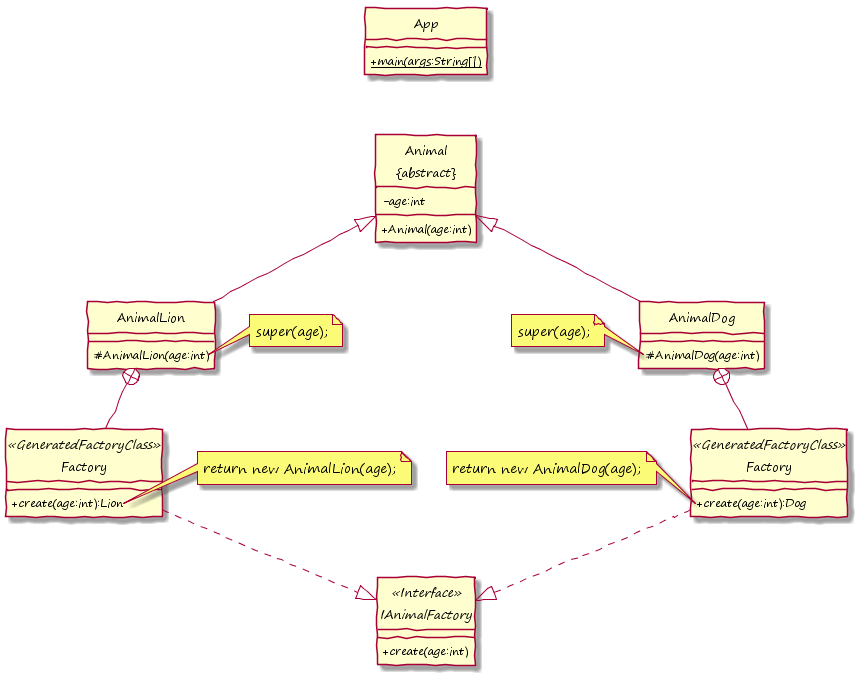 App
+main(args:String[])
Animal
{abstract}
-age:int
+Animal(age:int)
AnimalLion
#AnimalLion(age:int)
super(age);
super(age);
AnimalDog
#AnimalDog(age:int)
«GeneratedFactoryClass»
Factory
+create(age:int):Lion
return new AnimalLion(age);
return new AnimalDog(age);
«GeneratedFactoryClass»
Factory
+create(age:int):Dog
«Interface»
IAnimalFactory
+create(age:int)